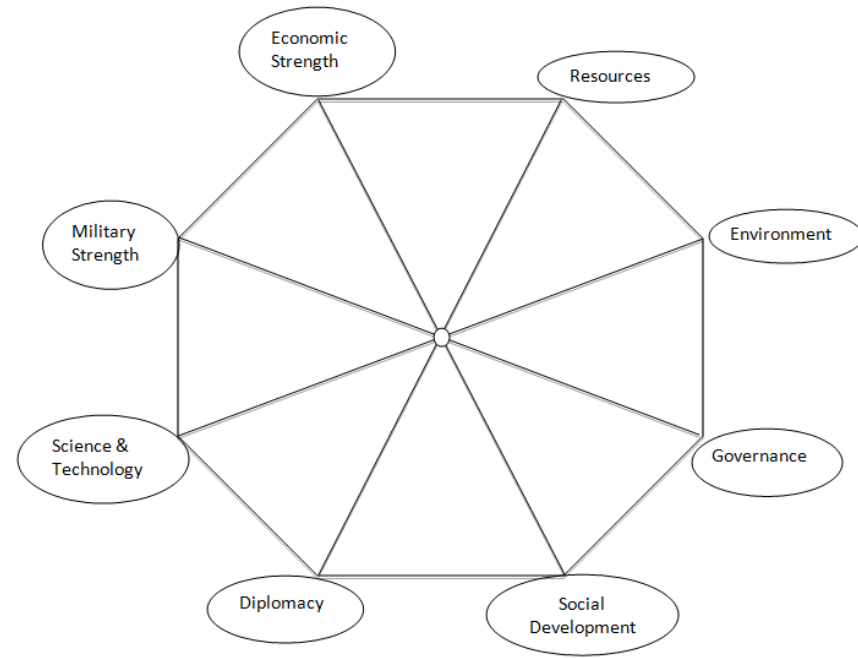 Economic
Strength
Resources
Military
Strength
Environment
Science &
Technology
Governance
Diplomacy
Social
Development